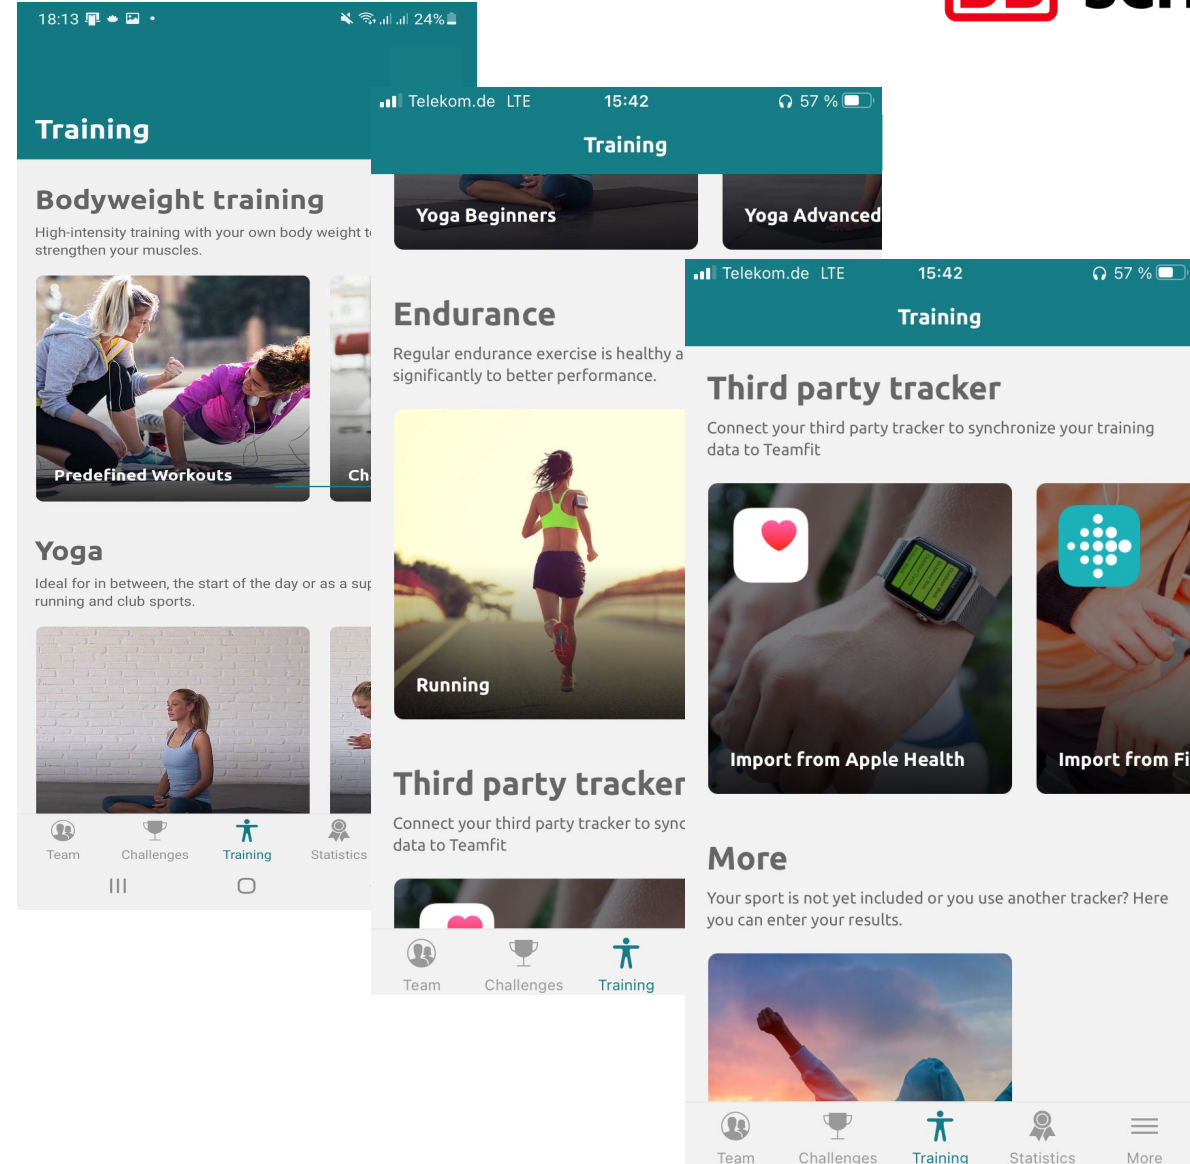 18:13
24%
Training
Bodyweight training
High-intensity training with your own body weight
strengthen your muscles.
Predefined Workouts
Yoga
Ideal for in between, the start of the day or as a
running and club sports.
Team
Challenges
Training
Statistics
Telekom.de LTE
15:42
57 %
Training
Yoga Beginners
Yoga Advanced
Endurance
Regular endurance exercise is healthy
significantly to better performance.
Running
Third party tracker
Connect your third party tracker to
data to Teamfit
Team
Challenges
Training
Telekom.de LTE
15:42
57 %
Training
Third party tracker
Connect your third party tracker to synchronize your training
data to Teamfit
Import from Apple Health
Import from
More
Your sport is not yet included or you use another tracker? Here
you can enter your results.
Team
Challenges
Training
Statistics
More